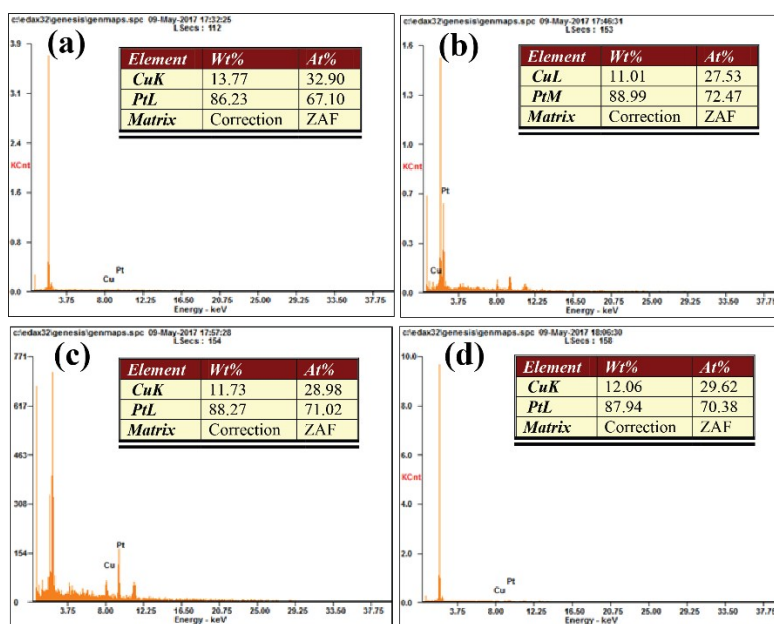 c:\edax32\genesis\genmaps.spc 09-May-2017 17:32:25
LSecs : 112
(a)
Element Wt% At%
CuK 13.77 32.90
PtL 86.23 67.10
Matrix Correction ZAF
3.9
3.1
2.4
KCnt
1.6
0.8
0.0
Cu
Pt
3.75 8.00 12.25 16.50 20.75 25.00 29.25 33.50 37.75
Energy - keV
c:\edax32\genesis\genmaps.spc 09-May-2017 17:46:31
LSecs : 153
(b)
Element Wt% At%
CuL 11.01 27.53
PtM 88.99 72.47
Matrix Correction ZAF
1.6
1.3
1.0
KCnt
0.7
0.3
0.0
Pt
Cu
3.75 8.00 12.25 16.50 20.75 25.00 29.25 33.50 37.75
Energy - keV
c:\edax32\genesis\genmaps.spc 09-May-2017 17:57:28
LSecs : 154
(c)
Element Wt% At%
CuK 11.73 28.98
PtL 88.27 71.02
Matrix Correction ZAF
771
617
463
308
154
0
Cu
Pt
3.75 8.00 12.25 16.50 20.75 25.00 29.25 33.50 37.75
Energy - keV
c:\edax32\genesis\genmaps.spc 09-May-2017 18:06:30
LSecs : 158
(d)
Element Wt% At%
CuK 12.06 29.62
PtL 87.94 70.38
Matrix Correction ZAF
10.0
8.0
6.0
KCnt
4.0
2.0
0.0
Cu
Pt
3.75 8.00 12.25 16.50 20.75 25.00 29.25 33.50 37.75
Energy - keV